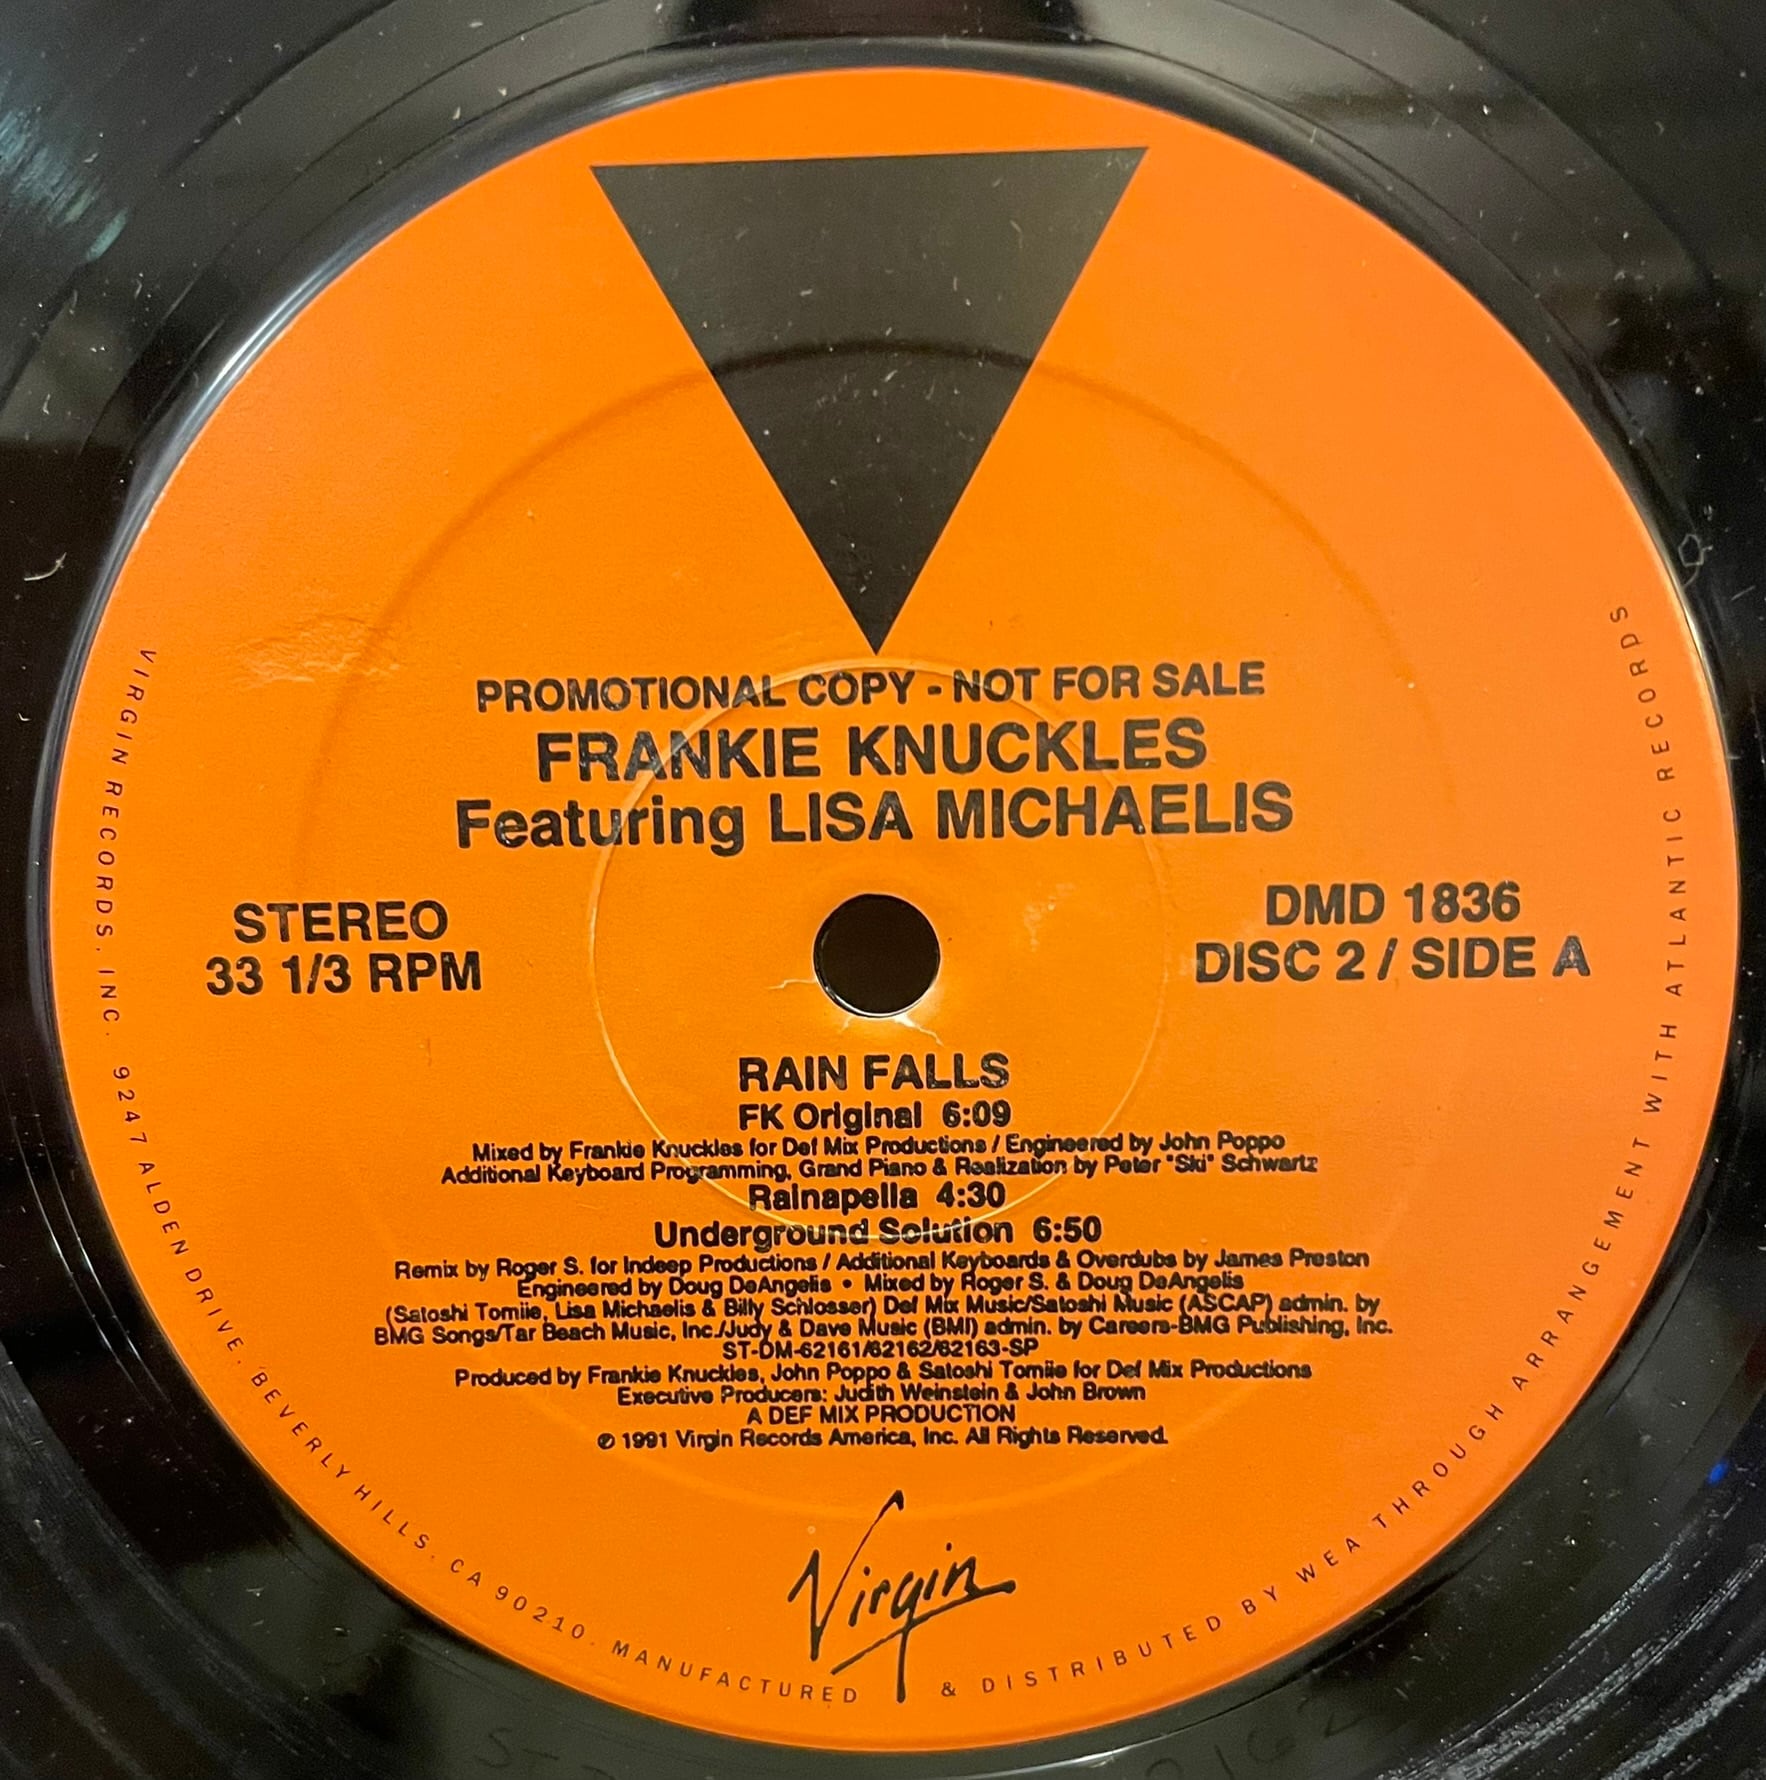 PROMOTIONAL COPY - NOT FOR SALE
FRANKIE KNUCKLES
Featuring LISA MICHAELIS
STEREO
33 1/3 RPM
DMD 1836
DISC 2 / SIDE A
RAIN FALLS
FK Original 6:09
Mixed by Frankie Knuckles for Def Mix Productions / Engineered by John Poppo
Additional Keyboard Programming, Grand Piano & Realization by Peter "Ski" Schwartz
Rainapella 4:30
Underground Solution 6:50
Remix by Roger S. for Indeep Productions / Additional Keyboards & Overdubs by James Preston
Engineered by Doug DeAngelis • Mixed by Roger S. & Doug DeAngelis
(Satoshi Tomiie, Lisa Michaelis & Billy Schlosser) Def Mix Music/Satoshi Music (ASCAP) admin. by
BMG Songs/Tar Beach Music, Inc./Judy & Dave Music (BMI) admin. by Careers-BMG Publishing, Inc.
ST-DM-62161/62162/62163-SP
Produced by Frankie Knuckles, John Poppo & Satoshi Tomiie for Def Mix Productions
Executive Producers: Judith Weinstein & John Brown
A DEF MIX PRODUCTION
℗ 1991 Virgin Records America, Inc. All Rights Reserved.
Virgin
VIRGIN RECORDS, INC. 9247 ALDEN DRIVE, BEVERLY HILLS, CA 90210. MANUFACTURED & DISTRIBUTED BY WEA THROUGH ARRANGEMENT WITH ATLANTIC RECORDS